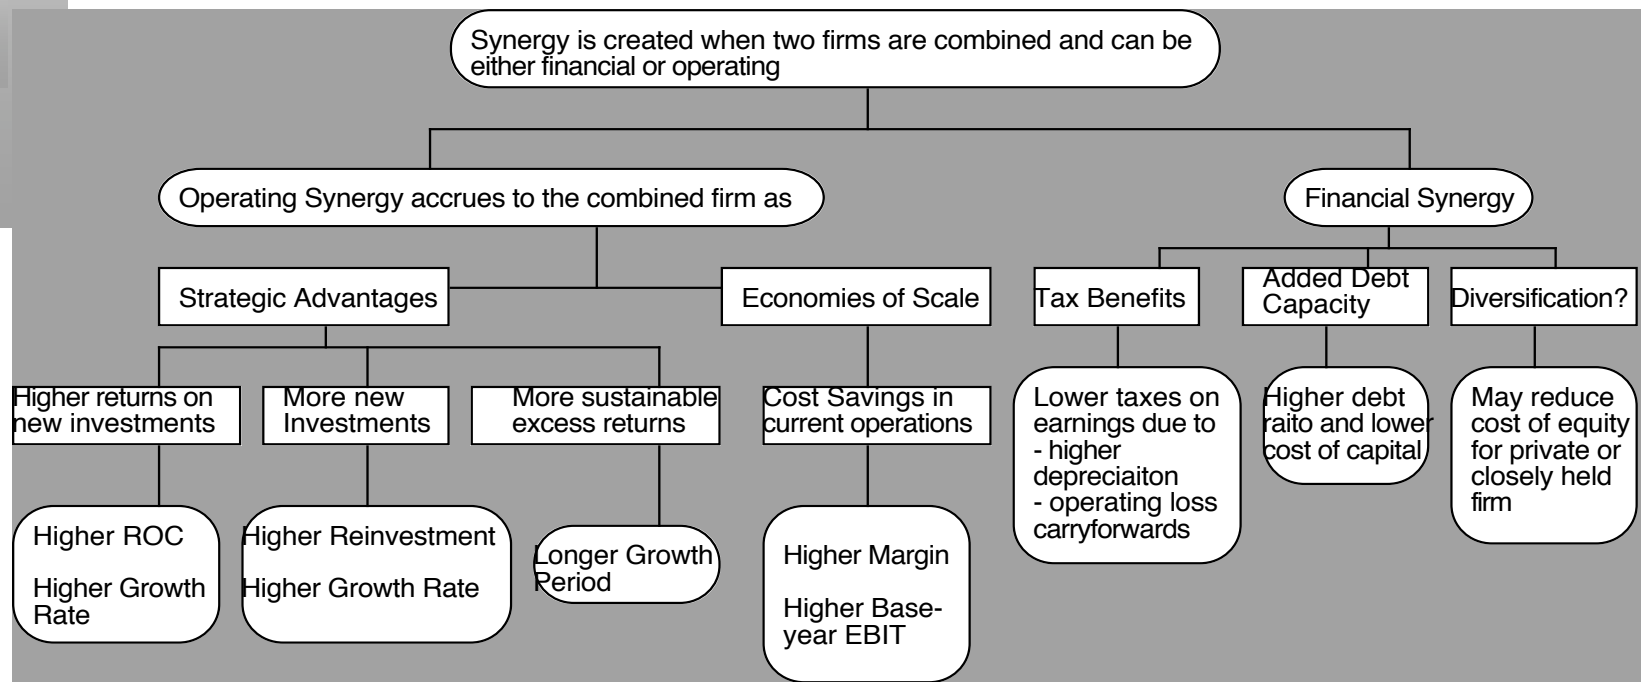 Synergy is created when two firms are combined and can be
either financial or operating
Operating Synergy accrues to the combined firm as
Financial Synergy
Strategic Advantages
Economies of Scale
Tax Benefits
Added Debt
Capacity
Diversification?
Higher returns on
new investments
More new
Investments
More sustainable
excess returns
Cost Savings in
current operations
Lower taxes on
earnings due to
- higher
depreciaiton
- operating loss
carryforwards
Higher debt
raito and lower
cost of capital
May reduce
cost of equity
for private or
closely held
firm
Higher ROC
Higher Growth
Rate
Higher Reinvestment
Higher Growth Rate
Longer Growth
Period
Higher Margin
Higher Base-
year EBIT